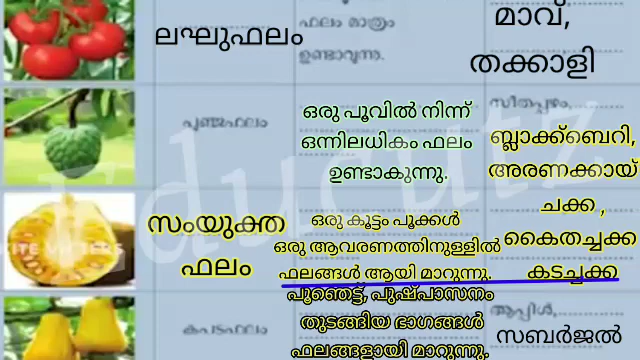 ലഘുഫലം
ഫലം മാത്രം
ഉണ്ടാവുന്നു.
മാവ്,
തക്കാളി
പുഞ്ജഫലം
ഒരു പൂവിൽ നിന്ന്
ഒന്നിലധികം ഫലം
ഉണ്ടാകുന്നു.
സീതപ്പഴം,
ബ്ലാക്ക്ബെറി,
അരണക്കായ്
സംയുക്ത
ഫലം
ഒരു കൂട്ടം പൂക്കൾ
ഒരു ആവരണത്തിനുള്ളിൽ
ഫലങ്ങൾ ആയി മാറുന്നു.
ചക്ക ,
കൈതച്ചക്ക
കടച്ചക്ക
കപടഫലം
പൂഞെട്ട്, പുഷ്പാസനം
തുടങ്ങിയ ഭാഗങ്ങൾ
ഫലങ്ങളായി മാറുന്നു.
ആപ്പിൾ,
സബർജൽ